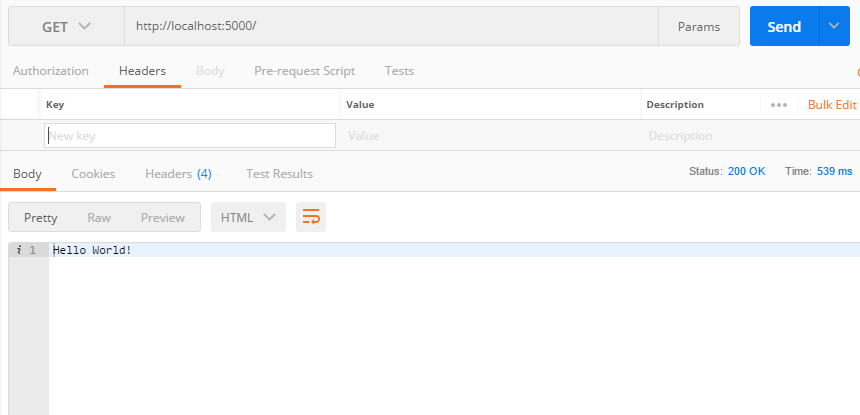 GET http://localhost:5000/ Params Send
Authorization Headers Body Pre-request Script Tests
Key Value Description Bulk Edit
New key Value Description
Body Cookies Headers (4) Test Results Status: 200 OK Time: 539 ms
Pretty Raw Preview HTML
i 1 Hello World!